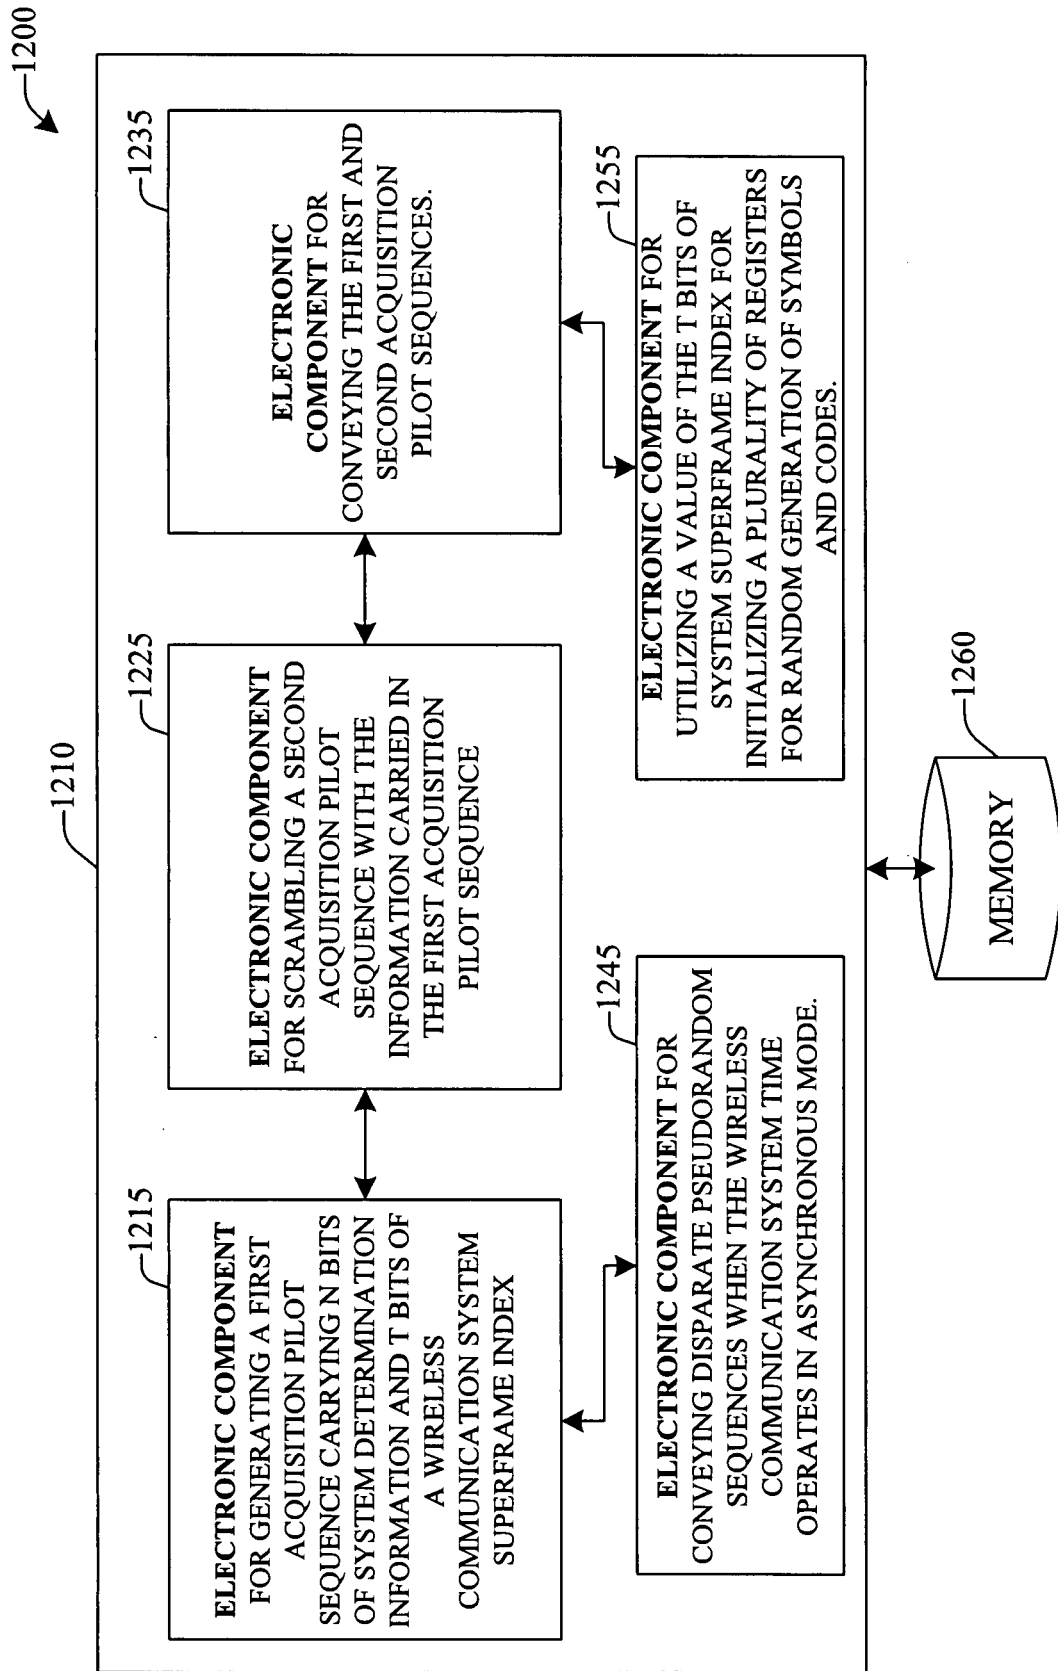 1200
1210
1215
ELECTRONIC COMPONENT
FOR GENERATING A FIRST
ACQUISITION PILOT
SEQUENCE CARRYING N BITS
OF SYSTEM DETERMINATION
INFORMATION AND T BITS OF
A WIRELESS
COMMUNICATION SYSTEM
SUPERFRAME INDEX
1225
ELECTRONIC COMPONENT
FOR SCRAMBLING A SECOND
ACQUISITION PILOT
SEQUENCE WITH THE
INFORMATION CARRIED IN
THE FIRST ACQUISITION
PILOT SEQUENCE
1235
ELECTRONIC
COMPONENT FOR
CONVEYING THE FIRST AND
SECOND ACQUISITION
PILOT SEQUENCES.
1245
ELECTRONIC COMPONENT FOR
CONVEYING DISPARATE PSEUDORANDOM
SEQUENCES WHEN THE WIRELESS
COMMUNICATION SYSTEM TIME
OPERATES IN ASYNCHRONOUS MODE.
1255
ELECTRONIC COMPONENT FOR
UTILIZING A VALUE OF THE T BITS OF
SYSTEM SUPERFRAME INDEX FOR
INITIALIZING A PLURALITY OF REGISTERS
FOR RANDOM GENERATION OF SYMBOLS
AND CODES.
1260
MEMORY